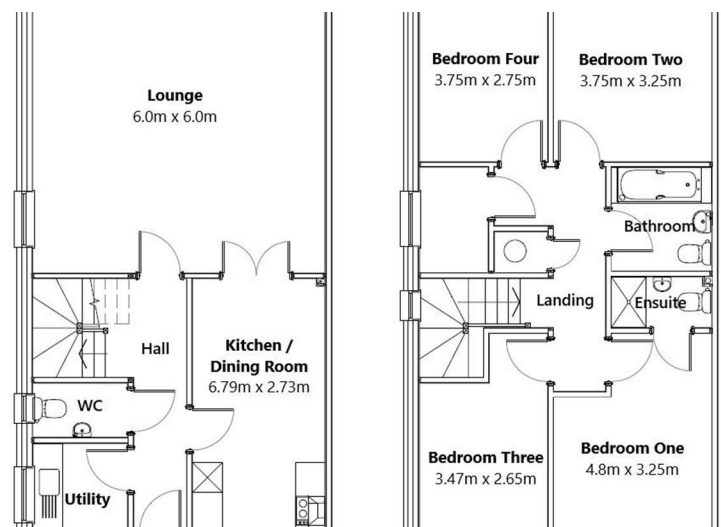 Lounge
6.0m x 6.0m
Hall
Kitchen /
Dining Room
6.79m x 2.73m
WC
Utility
Bedroom Four
3.75m x 2.75m
Bedroom Two
3.75m x 3.25m
Bathroom
Landing
Ensuite
Bedroom Three
3.47m x 2.65m
Bedroom One
4.8m x 3.25m